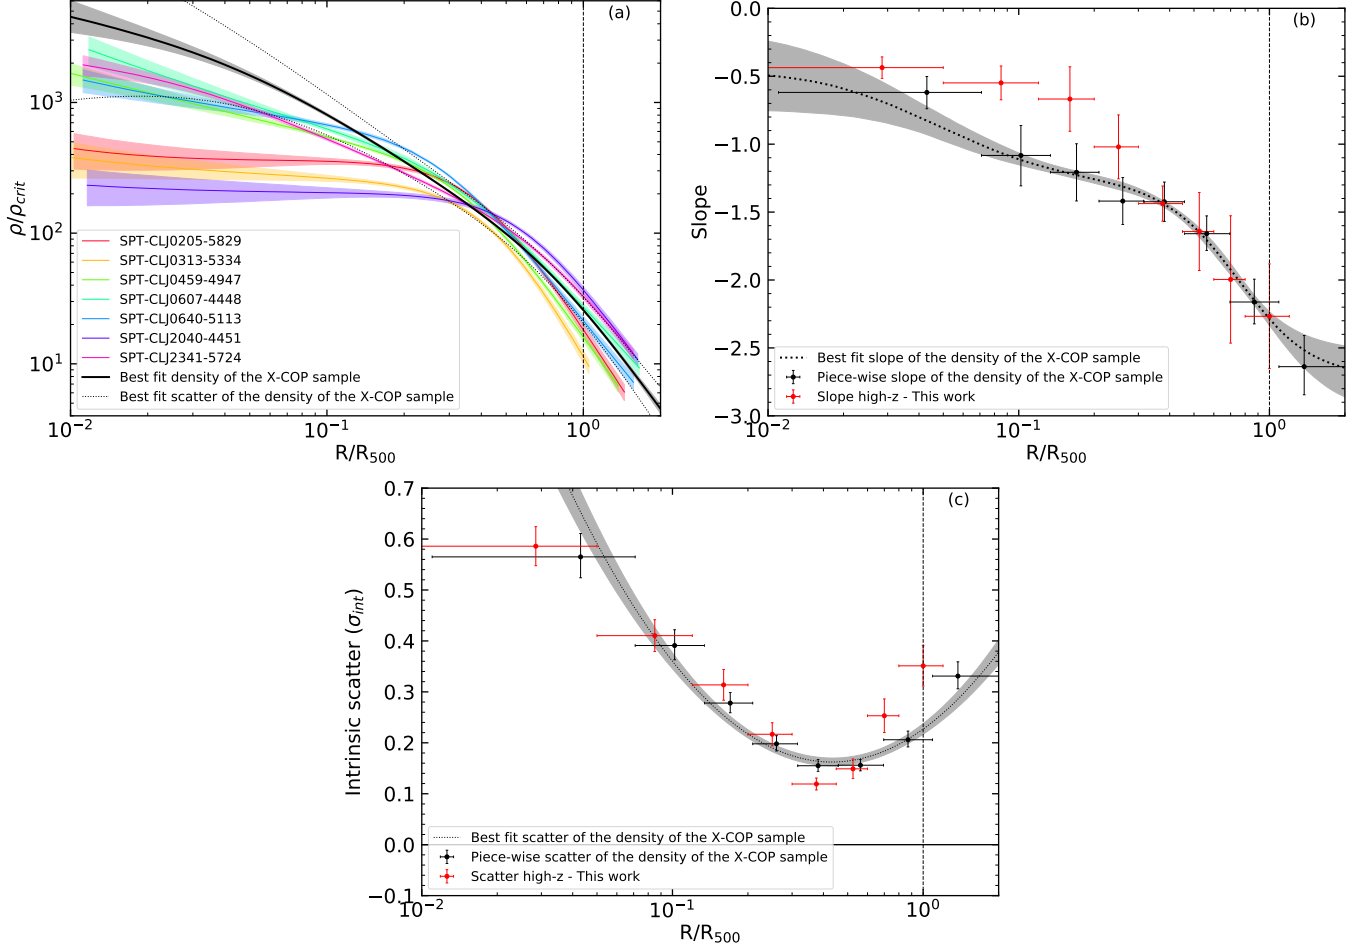 (a)
10³
10²
10¹
ρ/ρcrit
SPT-CLJ0205-5829
SPT-CLJ0313-5334
SPT-CLJ0459-4947
SPT-CLJ0607-4448
SPT-CLJ0640-5113
SPT-CLJ2040-4451
SPT-CLJ2341-5724
Best fit density of the X-COP sample
Best fit scatter of the density of the X-COP sample
10⁻² 10⁻¹ 10⁰
R/R₅₀₀
(b)
0.0
−0.5
−1.0
−1.5
−2.0
−2.5
−3.0
Slope
Best fit slope of the density of the X-COP sample
Piece-wise slope of the density of the X-COP sample
Slope high-z - This work
10⁻² 10⁻¹ 10⁰
R/R₅₀₀
(c)
0.7
0.6
0.5
0.4
0.3
0.2
0.1
0.0
−0.1
Intrinsic scatter (σint)
Best fit scatter of the density of the X-COP sample
Piece-wise scatter of the density of the X-COP sample
Scatter high-z - This work
10⁻² 10⁻¹ 10⁰
R/R₅₀₀